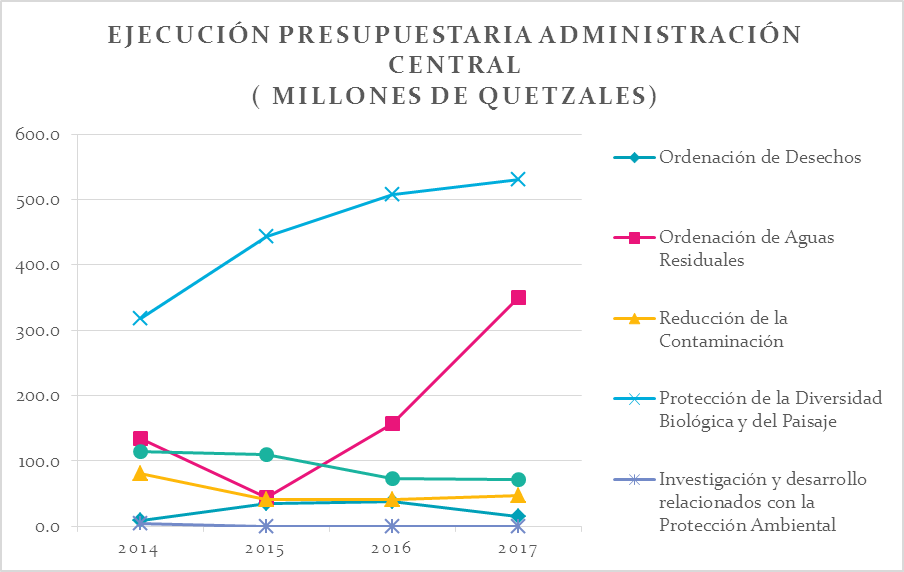 EJECUCIÓN PRESUPUESTARIA ADMINISTRACIÓN
CENTRAL
( MILLONES DE QUETZALES)
600.0
500.0
400.0
300.0
200.0
100.0
0.0
2014
2015
2016
2017
Ordenación de Desechos
Ordenación de Aguas
Residuales
Reducción de la
Contaminación
Protección de la Diversidad
Biológica y del Paisaje
Investigación y desarrollo
relacionados con la
Protección Ambiental